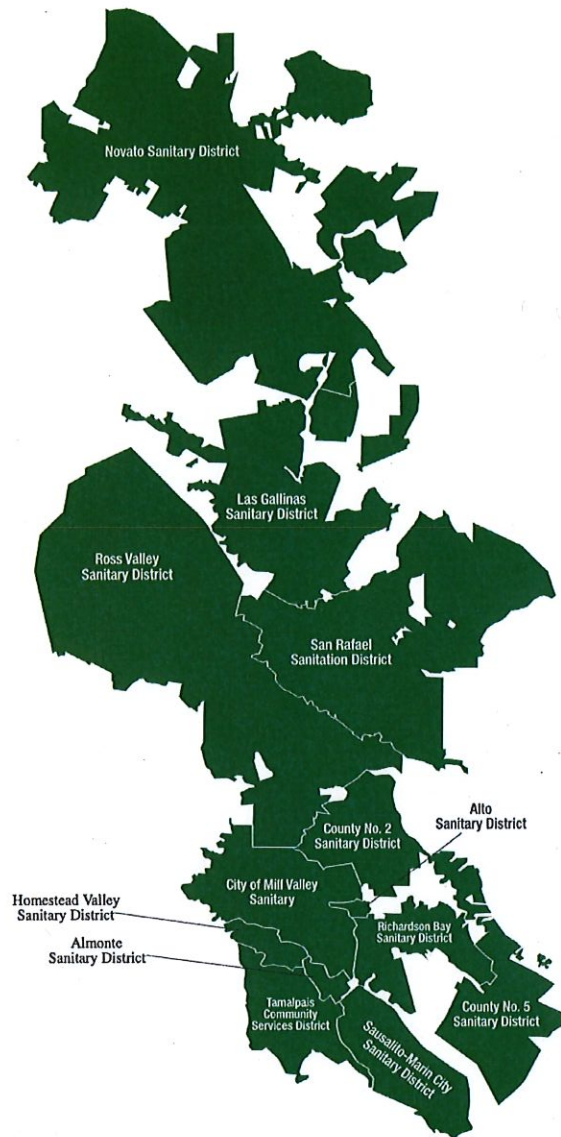 Novato Sanitary District
Las Gallinas
Sanitary District
Ross Valley
Sanitary District
San Rafael
Sanitation District
Alto
Sanitary District
County No. 2
Sanitary District
City of Mill Valley
Sanitary
Homestead Valley
Sanitary District
Richardson Bay
Sanitary District
Almonte
Sanitary District
Tamalpais
Community
Services District
County No. 5
Sanitary District
Sausalito-Marin City
Sanitary District